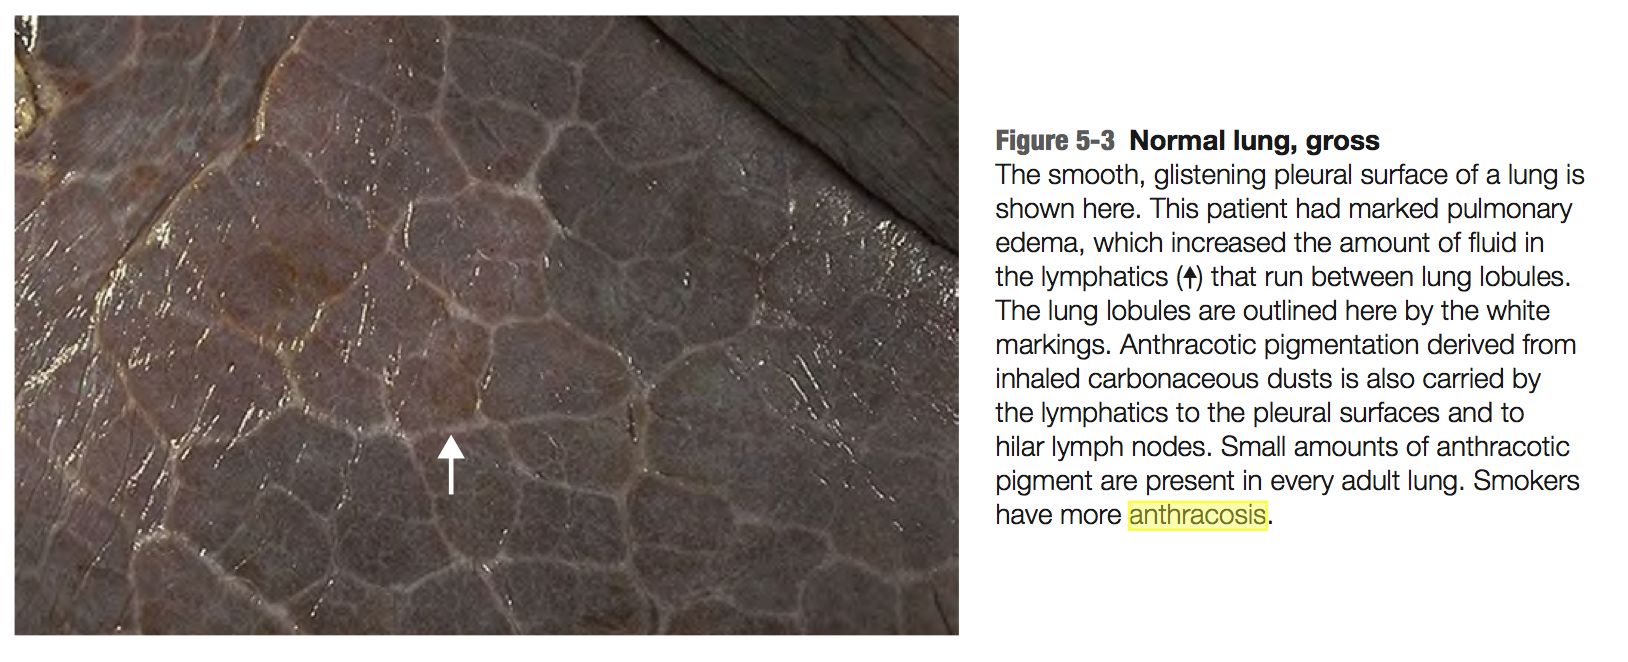 Figure 5-3 Normal lung, gross
The smooth, glistening pleural surface of a lung is
shown here. This patient had marked pulmonary
edema, which increased the amount of fluid in
the lymphatics (↑) that run between lung lobules.
The lung lobules are outlined here by the white
markings. Anthracotic pigmentation derived from
inhaled carbonaceous dusts is also carried by
the lymphatics to the pleural surfaces and to
hilar lymph nodes. Small amounts of anthracotic
pigment are present in every adult lung. Smokers
have more anthracosis.